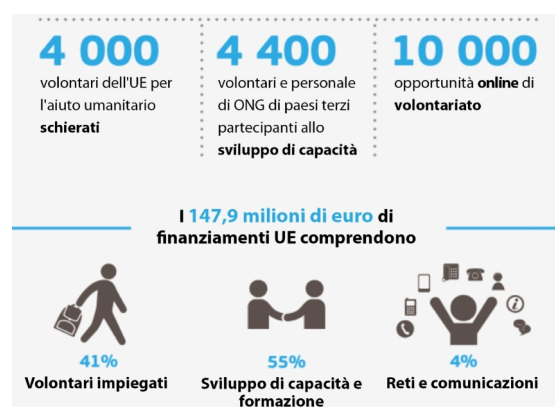 4 000
volontari dell'UE per
l'aiuto umanitario
schierati
4 400
volontari e personale
di ONG di paesi terzi
partecipanti allo
sviluppo di capacità
10 000
opportunità online di
volontariato
I 147,9 milioni di euro di
finanziamenti UE comprendono
41%
Volontari impiegati
55%
Sviluppo di capacità e
formazione
4%
Reti e comunicazioni